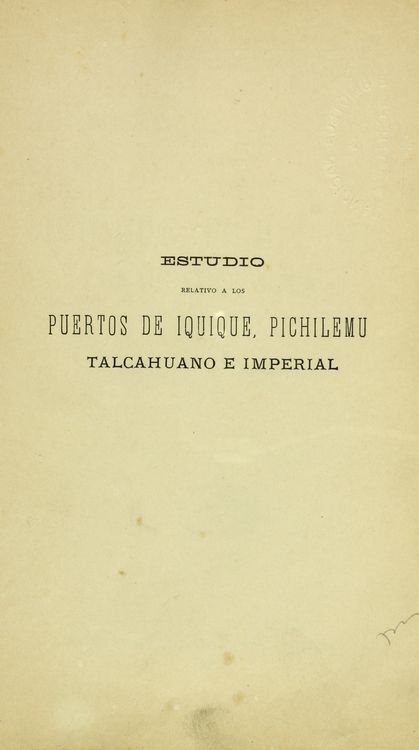 ESTUDIO
RELATIVO A LOS
PUERTOS DE IQUIQUE, PICHILEMU
TALCAHUANO E IMPERIAL